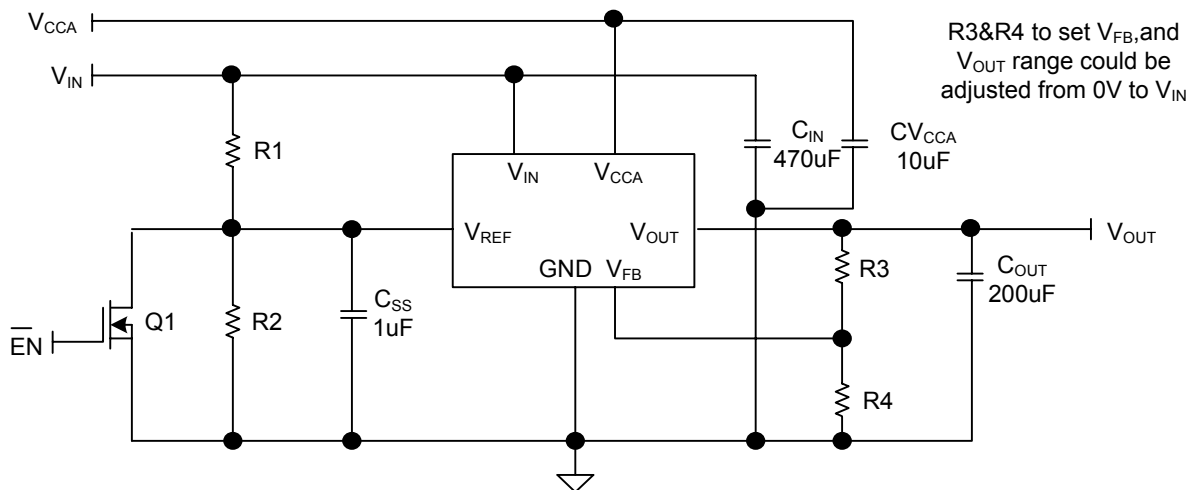 V_CCA
V_IN
R3&R4 to set V_FB,and
V_OUT range could be
adjusted from 0V to V_IN
R1
C_IN
470uF
CV_CCA
10uF
V_IN
V_CCA
V_REF
V_OUT
GND
V_FB
V_OUT
R3
C_OUT
200uF
C_SS
1uF
Q1
R2
E̅N̅
R4